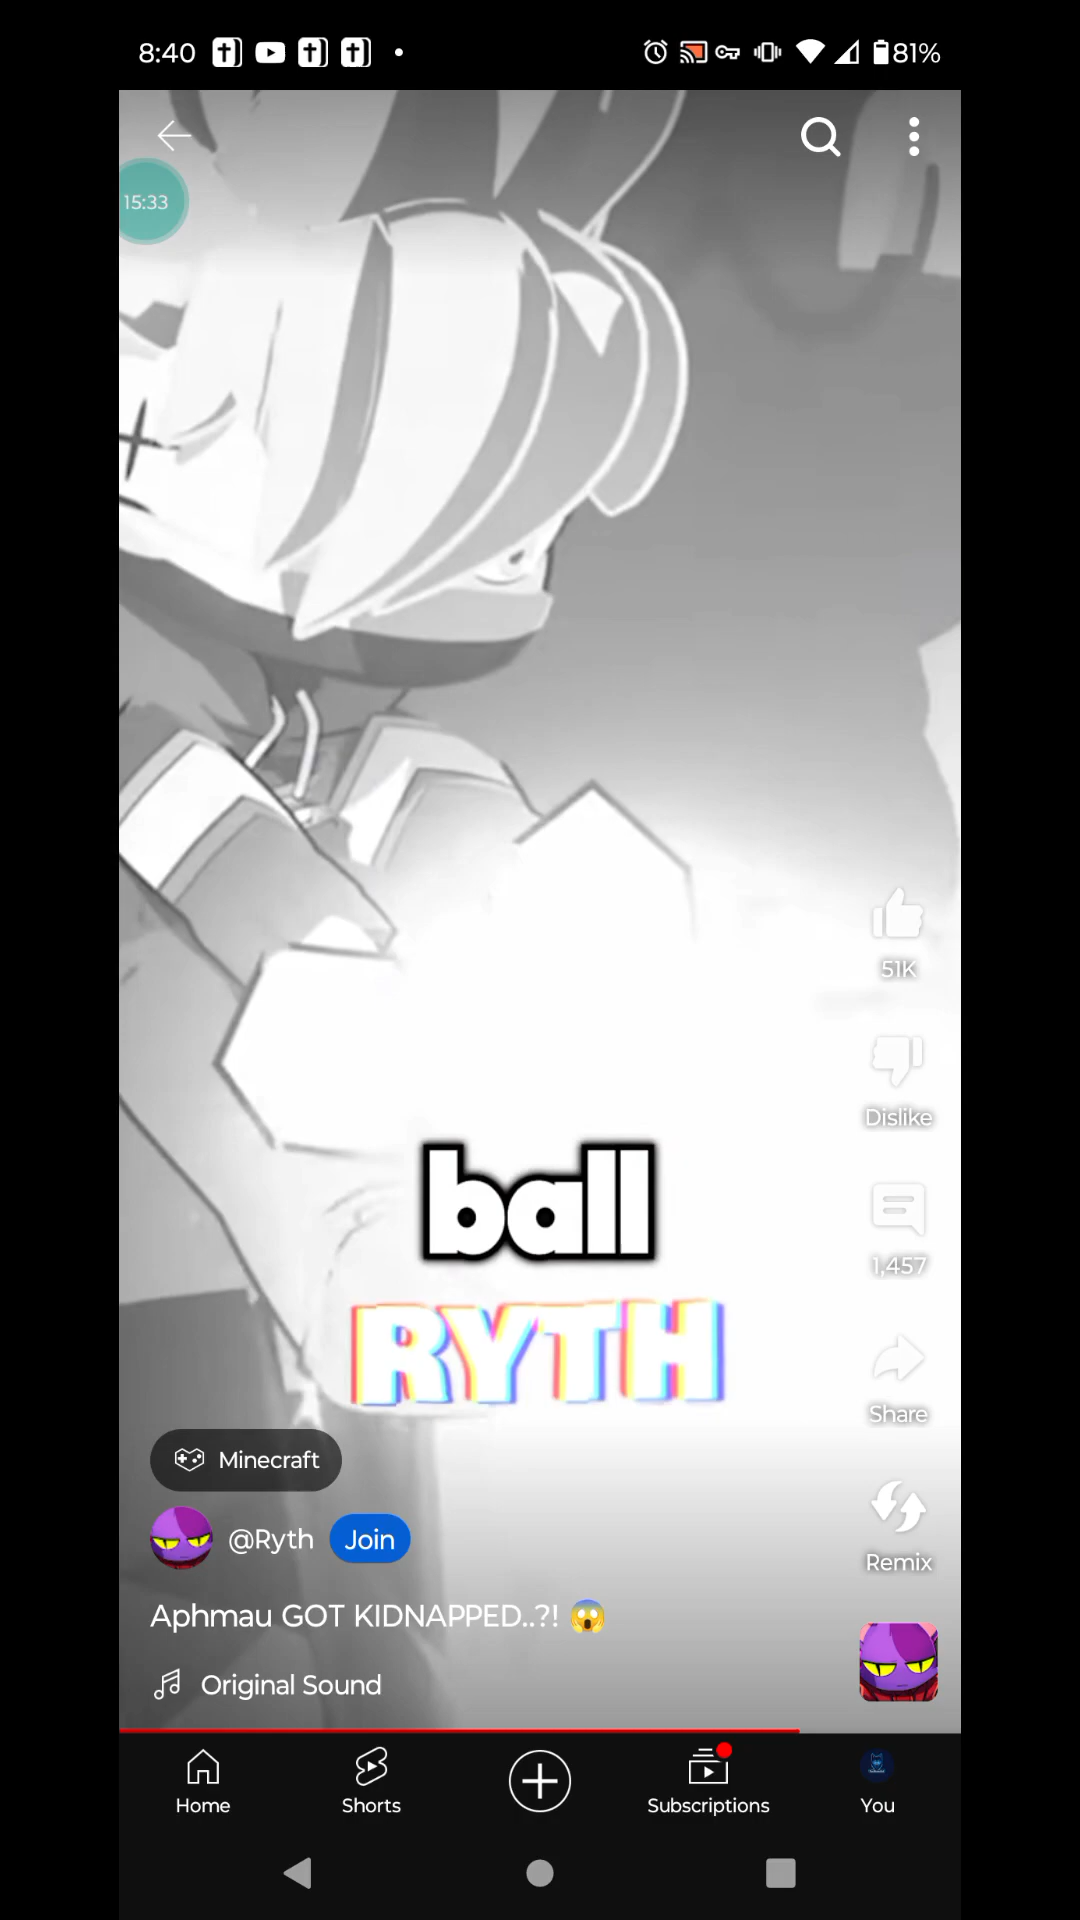 8:40
81%
15:33
51K
Dislike
ball
1,457
RYTH
Share
Minecraft
@Ryth Join
Remix
Aphmau GOT KIDNAPPED..?! 😱
Original Sound
Home Shorts Subscriptions You